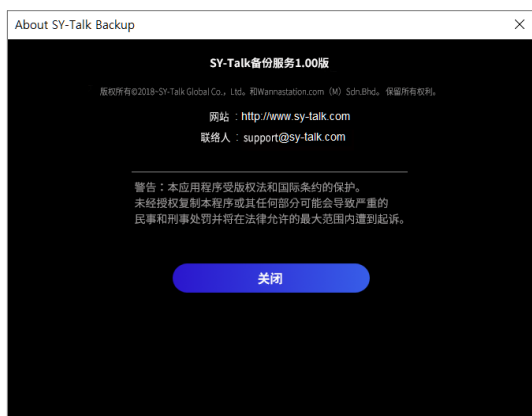 About SY-Talk Backup
SY-Talk备份服务1.00版
版权所有©2018-SY-Talk Global Co.，Ltd。和Wannastation.com（M）Sdn.Bhd。 保留所有权利。
网站 : http://www.sy-talk.com
联络人 : support@sy-talk.com
警告：本应用程序受版权法和国际条约的保护。
未经授权复制本程序或其任何部分可能会导致严重的
民事和刑事处罚并将在法律允许的最大范围内遭到起诉。
关闭